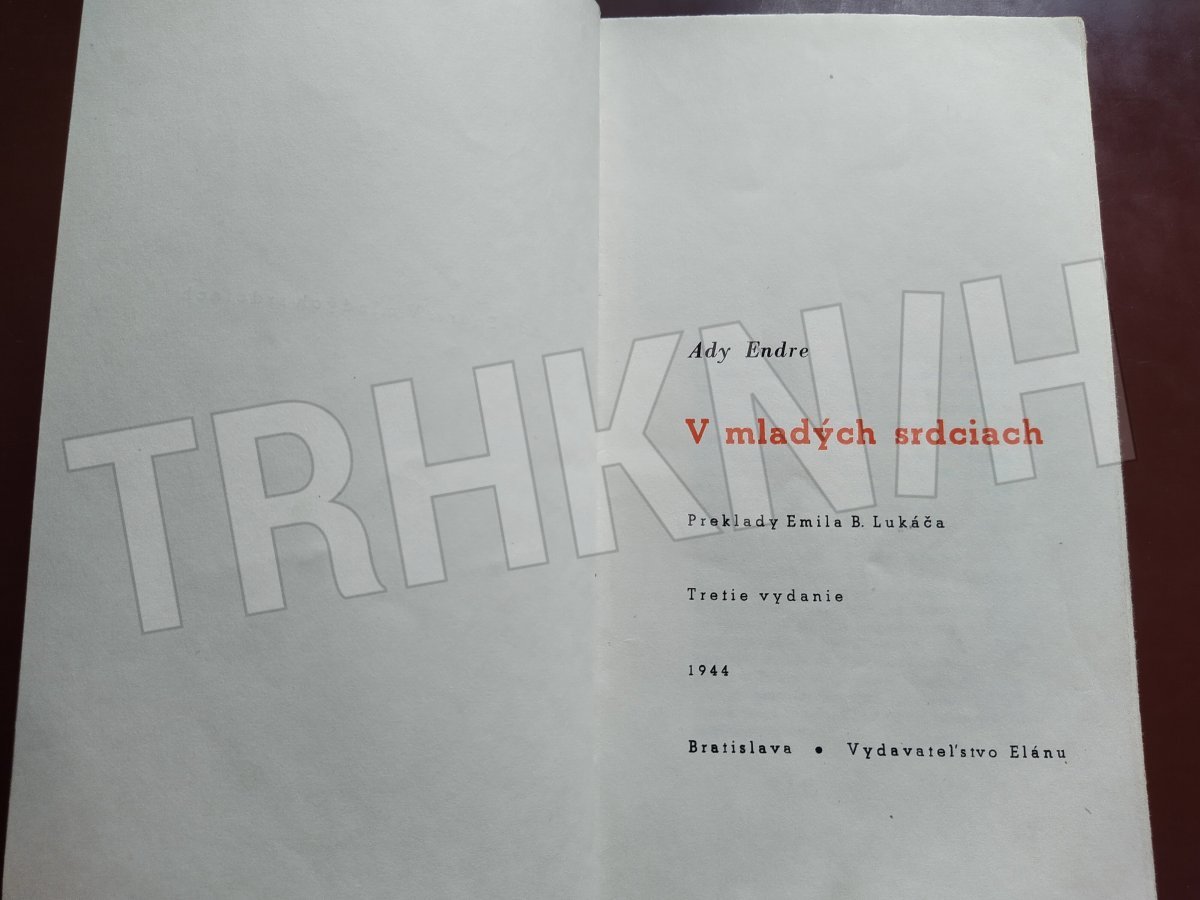 Ady Endre
V mladých srdciach
Preklady Emila B. Lukáča
Tretie vydanie
1944
Bratislava • Vydavateľstvo Elánu
TRHKNIH